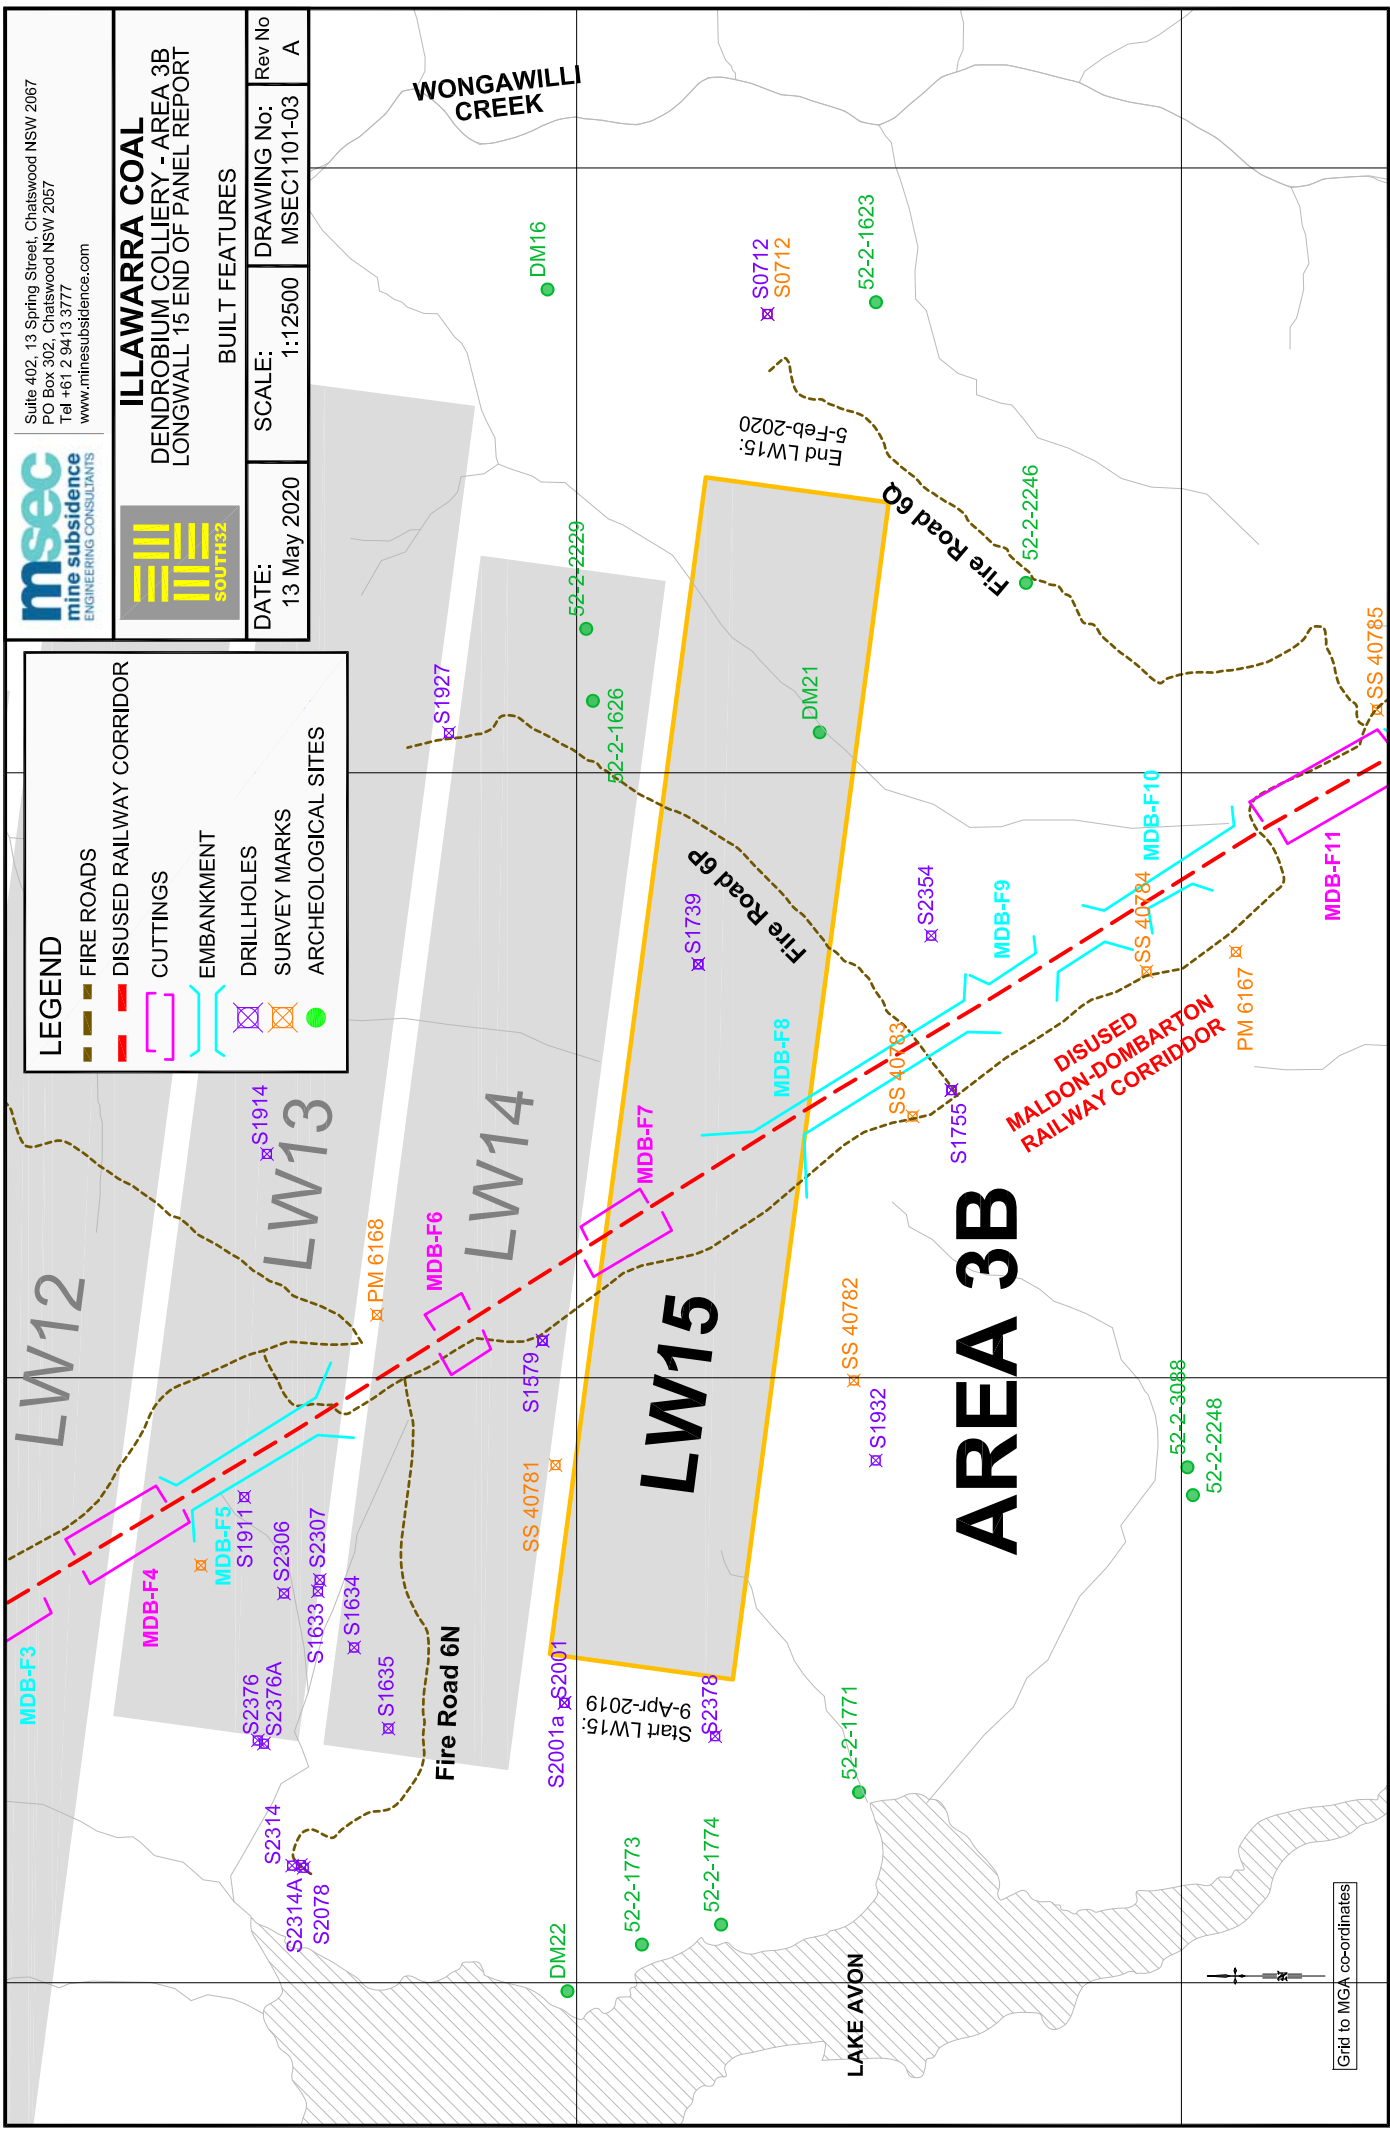 msec
mine subsidence
ENGINEERING CONSULTANTS
Suite 402, 13 Spring Street, Chatswood NSW 2067
PO Box 302, Chatswood NSW 2057
Tel +61 2 9413 3777
www.minesubsidence.com
SOUTH32
ILLAWARRA COAL
DENDROBIUM COLLIERY - AREA 3B
LONGWALL 15 END OF PANEL REPORT
BUILT FEATURES
DATE:
13 May 2020
SCALE:
1:12500
DRAWING No:
MSEC1101-03
Rev No
A
LEGEND
FIRE ROADS
DISUSED RAILWAY CORRIDOR
CUTTINGS
EMBANKMENT
DRILLHOLES
SURVEY MARKS
ARCHEOLOGICAL SITES
WONGAWILLI
CREEK
LW12
LW13
LW14
LW15
AREA 3B
MDB-F3
MDB-F4
MDB-F5
MDB-F6
MDB-F7
MDB-F8
MDB-F9
MDB-F10
MDB-F11
S1914
S1911
S2306
S2307
S1633
S1634
S1635
S2376
S2376A
S2314
S2314A
S2078
S1927
S1579
S2001a
S2001
S2378
S1739
S1932
S2354
S1755
S0712
S0712
PM 6168
SS 40781
SS 40782
SS 40783
SS 40784
PM 6167
SS 40785
DM16
DM21
DM22
52-2-2229
52-2-1626
52-2-1623
52-2-2246
52-2-1771
52-2-1773
52-2-1774
52-2-3088
52-2-2248
Fire Road 6N
Fire Road 6P
Fire Road 6Q
Start LW15:
9-Apr-2019
End LW15:
5-Feb-2020
DISUSED
MALDON-DOMBARTON
RAILWAY CORRIDDOR
LAKE AVON
N
Grid to MGA co-ordinates